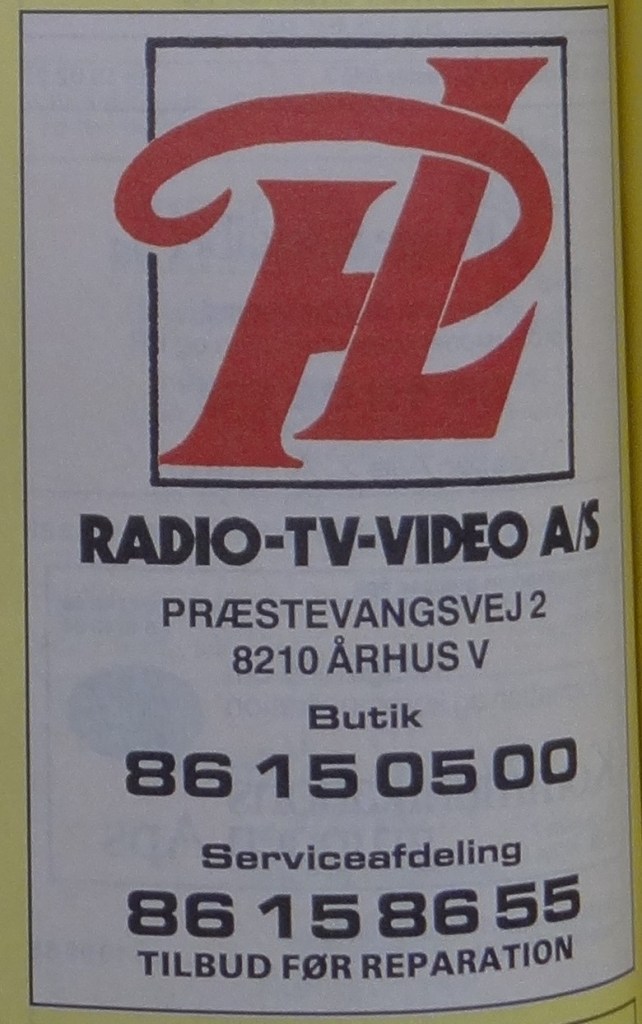 PL
RADIO-TV-VIDEO A/S
PRÆSTEVANGSVEJ 2
8210 ÅRHUS V
Butik
86 15 05 00
Serviceafdeling
86 15 86 55
TILBUD FØR REPARATION